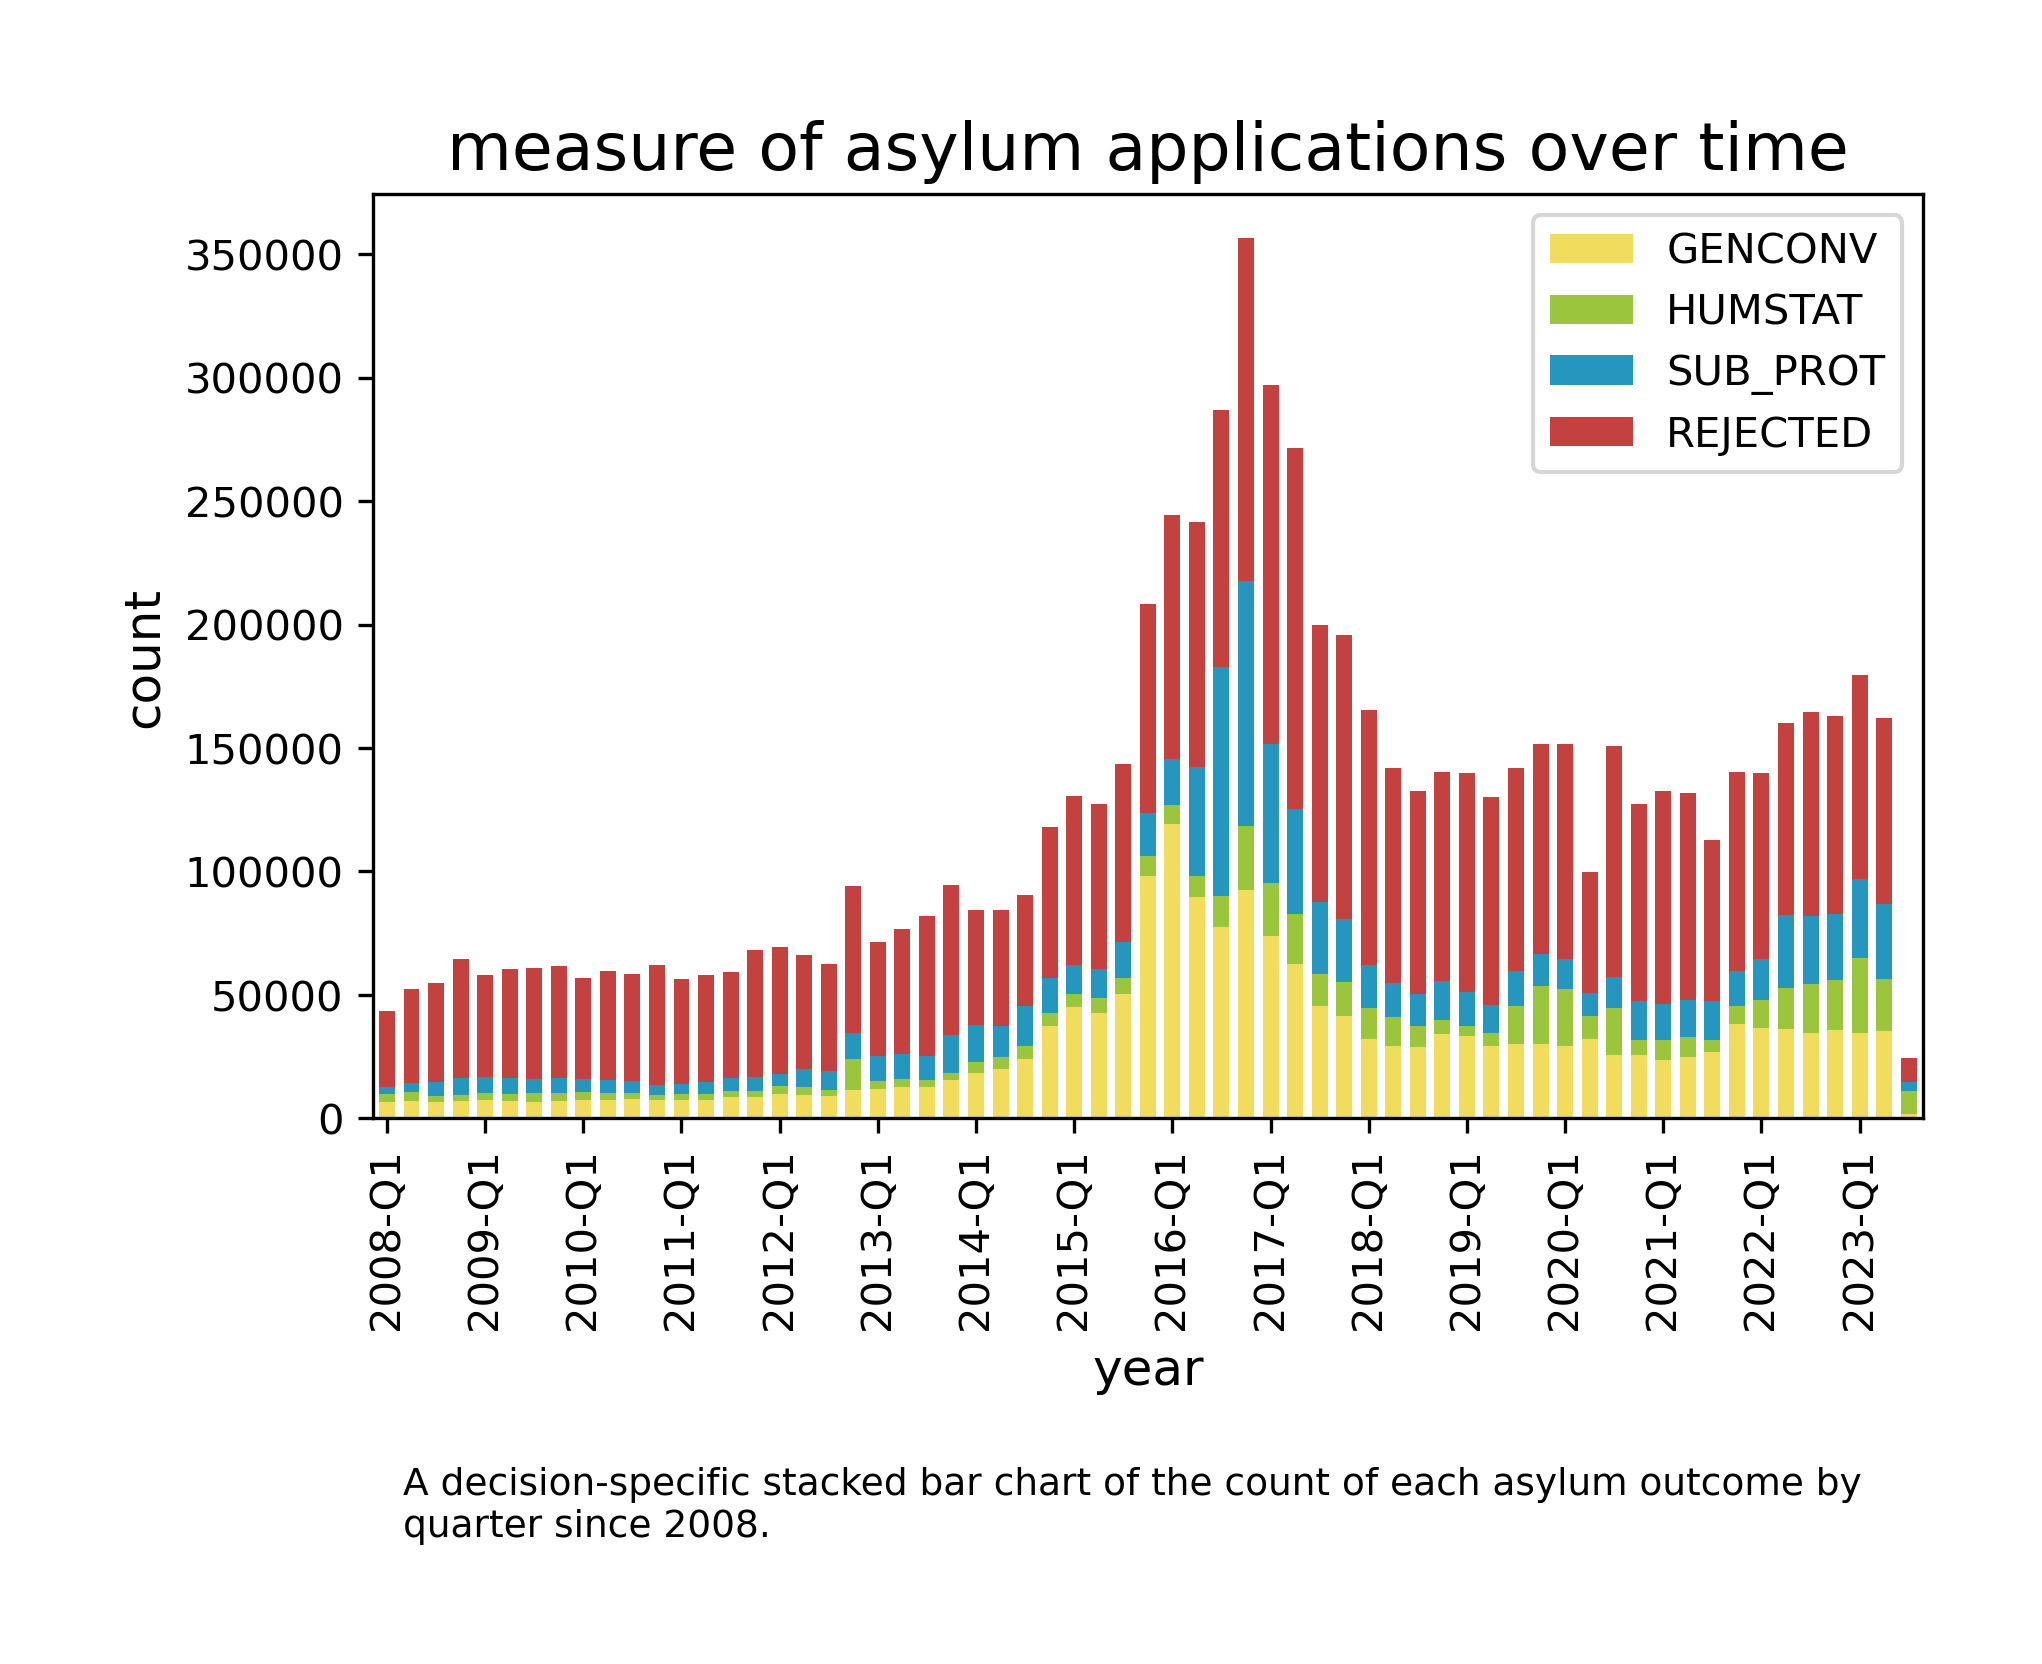 measure of asylum applications over time
GENCONV
HUMSTAT
SUB_PROT
REJECTED
350000
300000
250000
200000
150000
100000
50000
0
count
2008-Q1
2009-Q1
2010-Q1
2011-Q1
2012-Q1
2013-Q1
2014-Q1
2015-Q1
2016-Q1
2017-Q1
2018-Q1
2019-Q1
2020-Q1
2021-Q1
2022-Q1
2023-Q1
year
A decision-specific stacked bar chart of the count of each asylum outcome by
quarter since 2008.